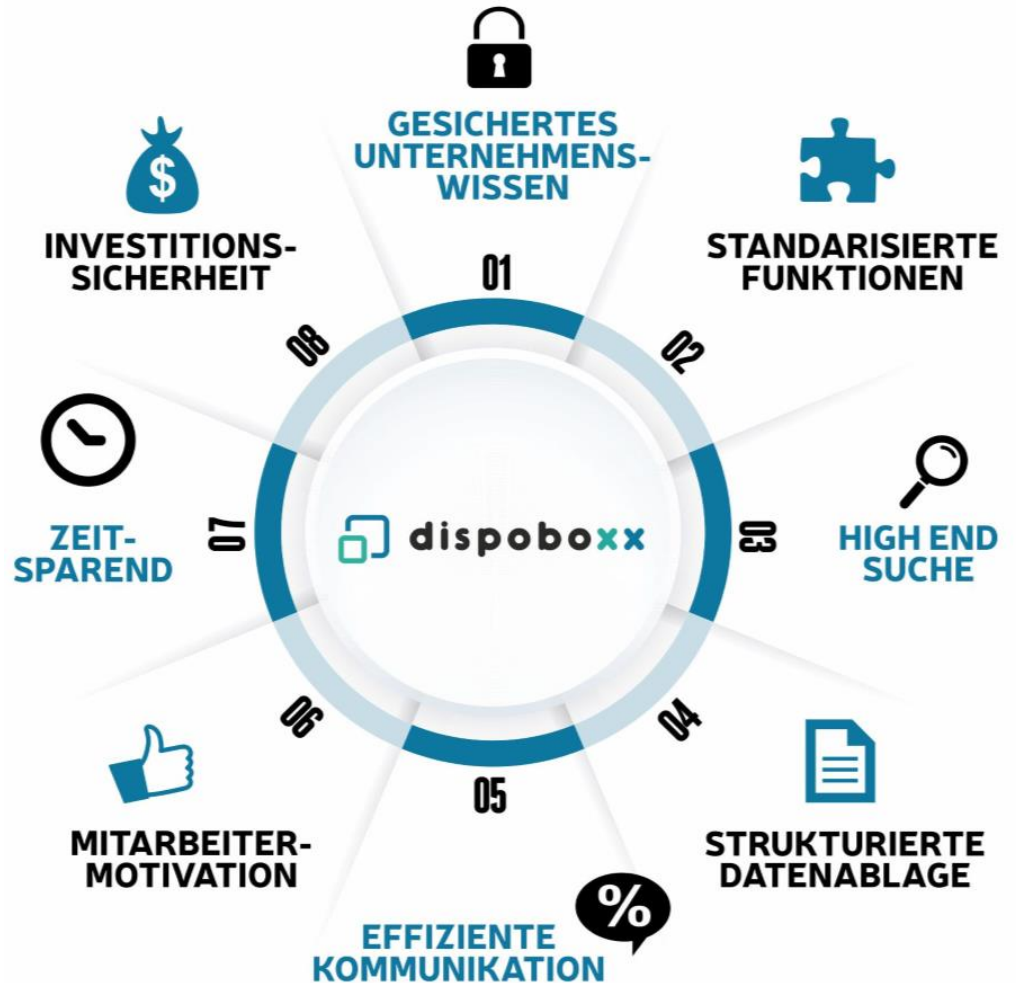 GESICHERTES
UNTERNEHMENS-
WISSEN
01
STANDARISIERTE
FUNKTIONEN
02
HIGH END
SUCHE
03
STRUKTURIERTE
DATENABLAGE
04
%
EFFIZIENTE
KOMMUNIKATION
05
MITARBEITER-
MOTIVATION
06
ZEIT-
SPAREND
07
$
INVESTITIONS-
SICHERHEIT
08
dispoboxx